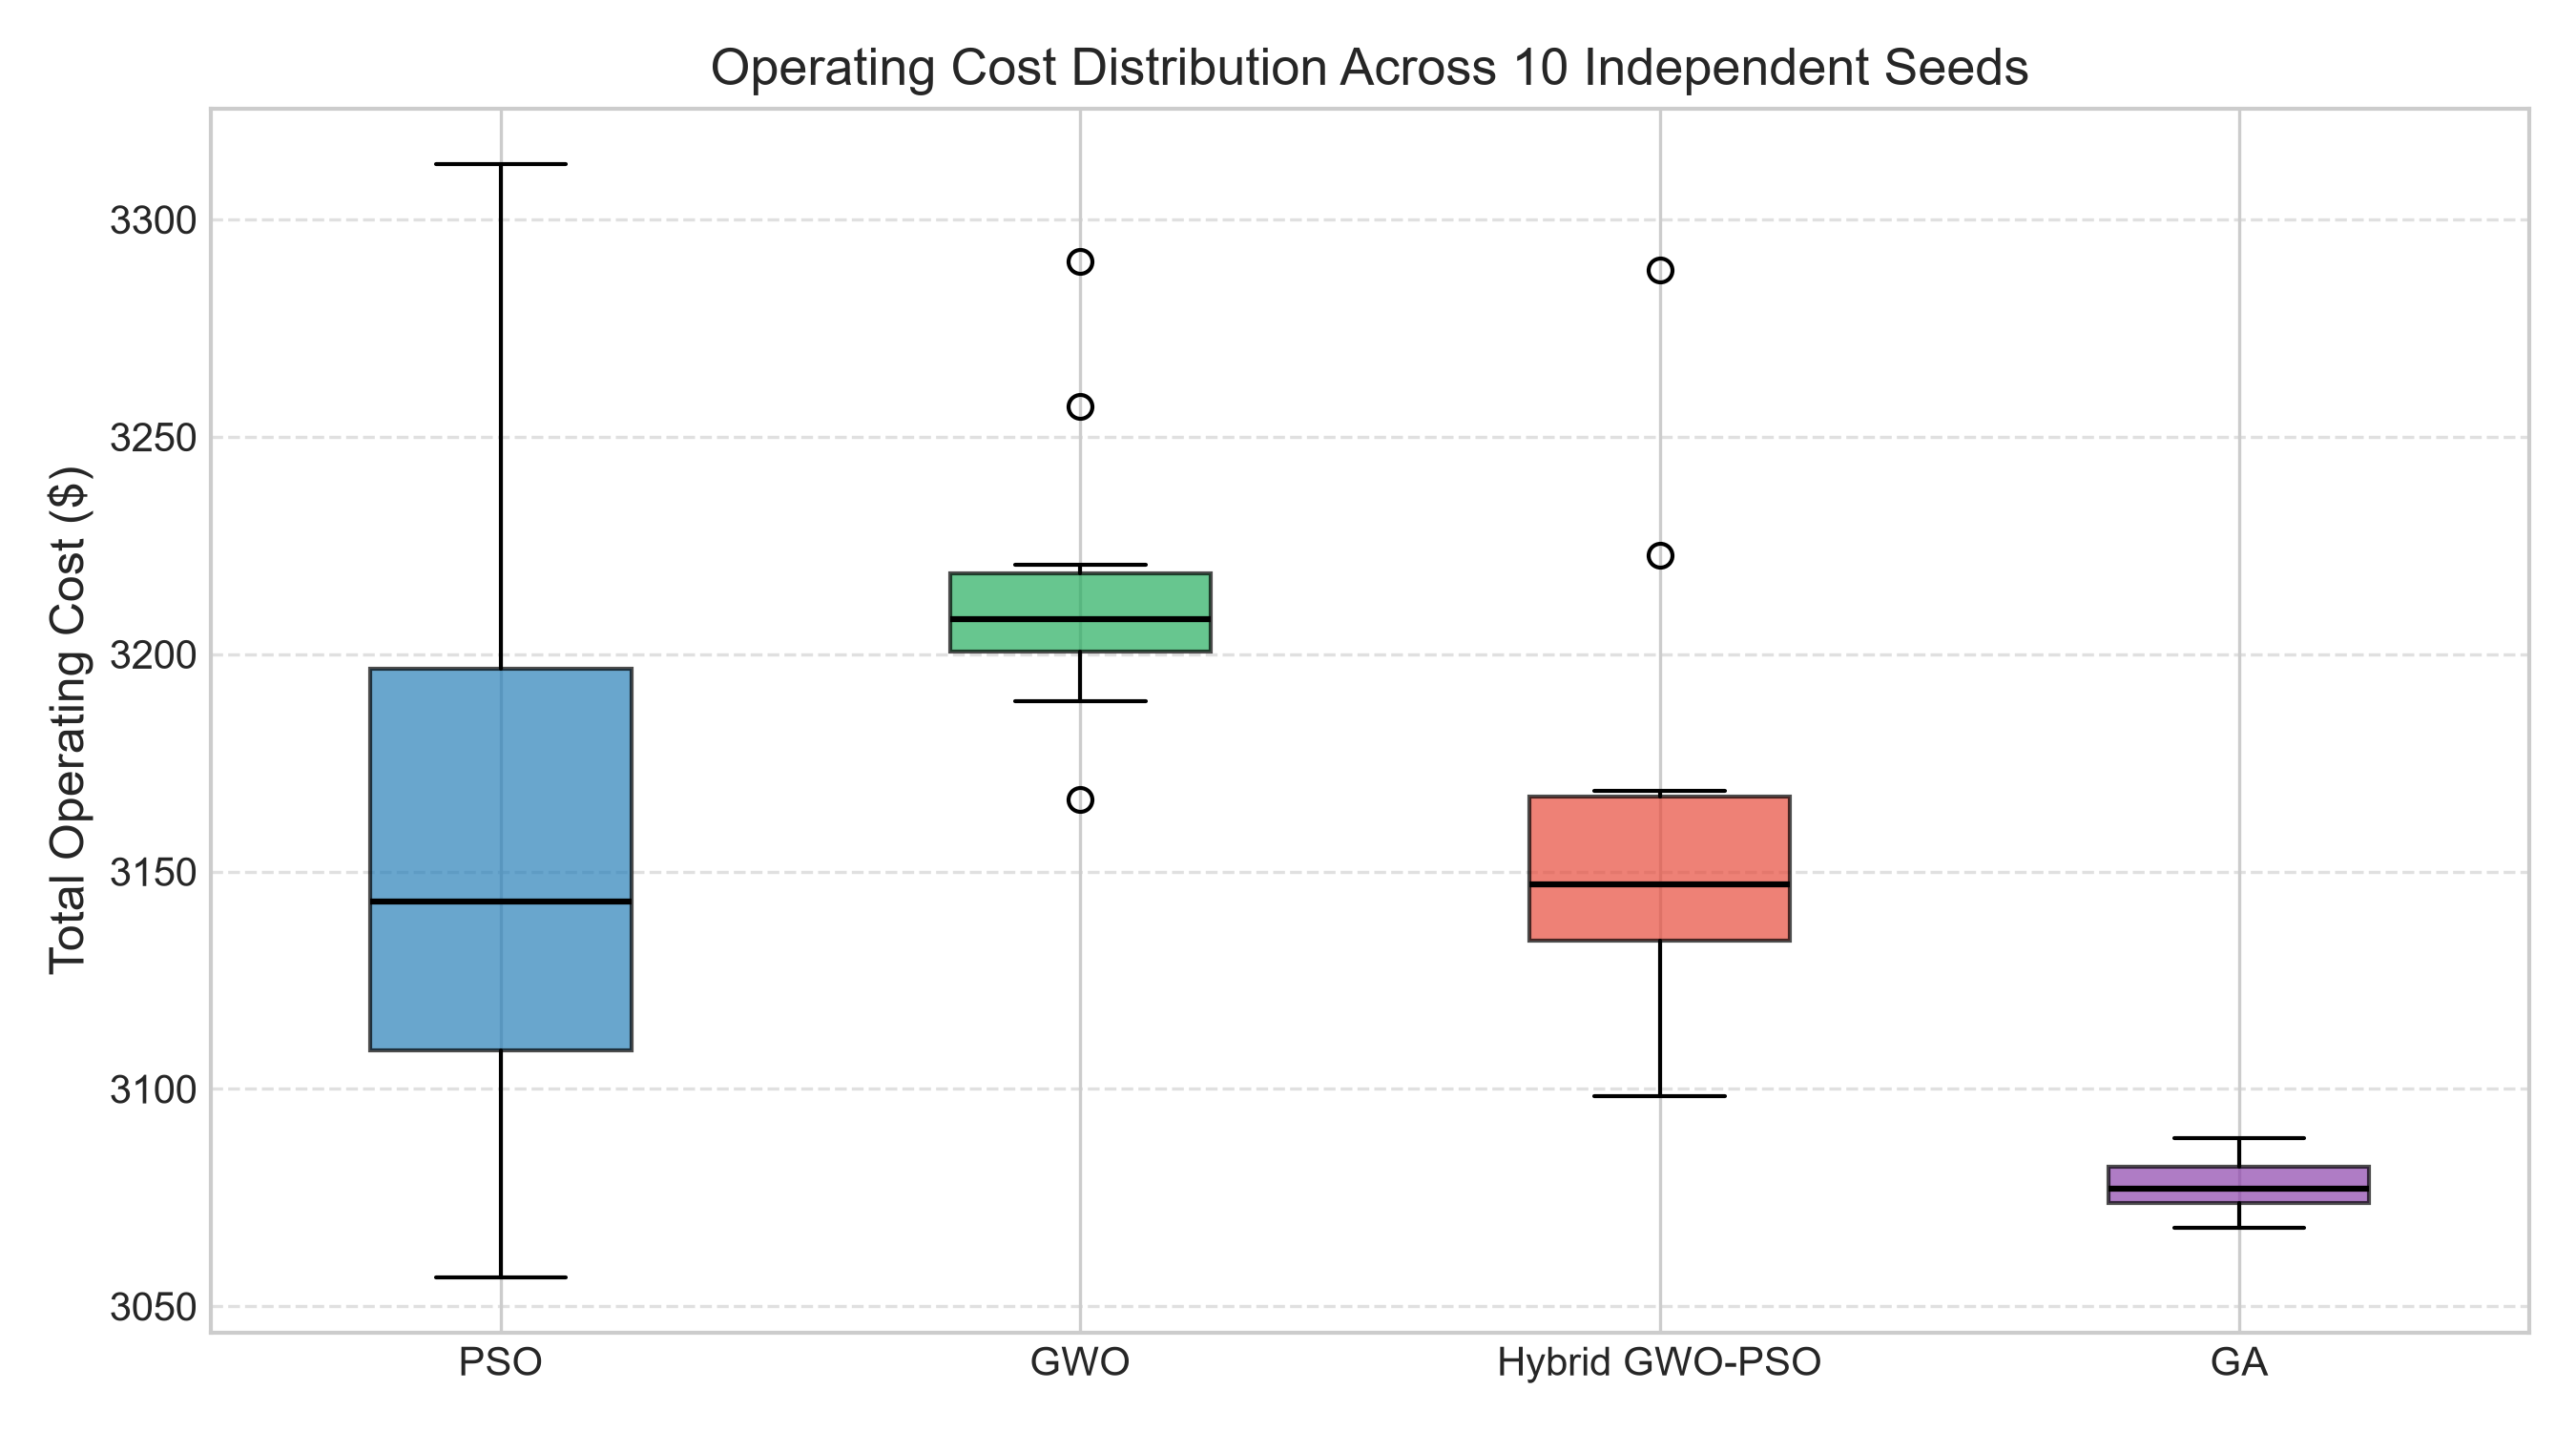 Operating Cost Distribution Across 10 Independent Seeds
Total Operating Cost ($)
3300
3250
3200
3150
3100
3050
PSO
GWO
Hybrid GWO-PSO
GA